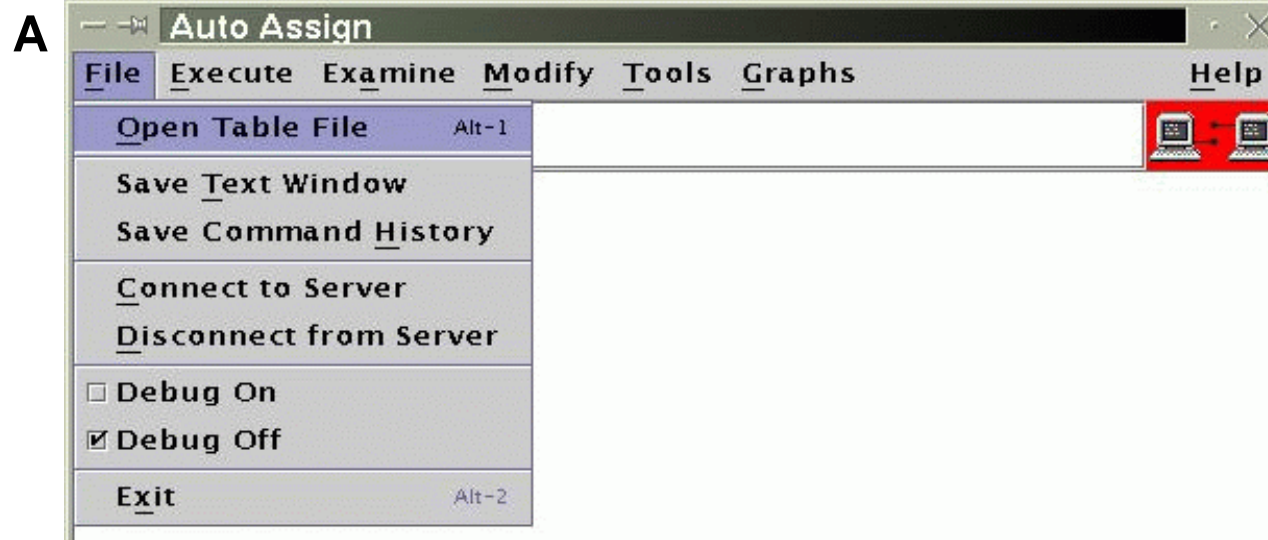 A
Auto Assign
File Execute Examine Modify Tools Graphs Help
Open Table File Alt-1
Save Text Window
Save Command History
Connect to Server
Disconnect from Server
Debug On
Debug Off
Exit Alt-2